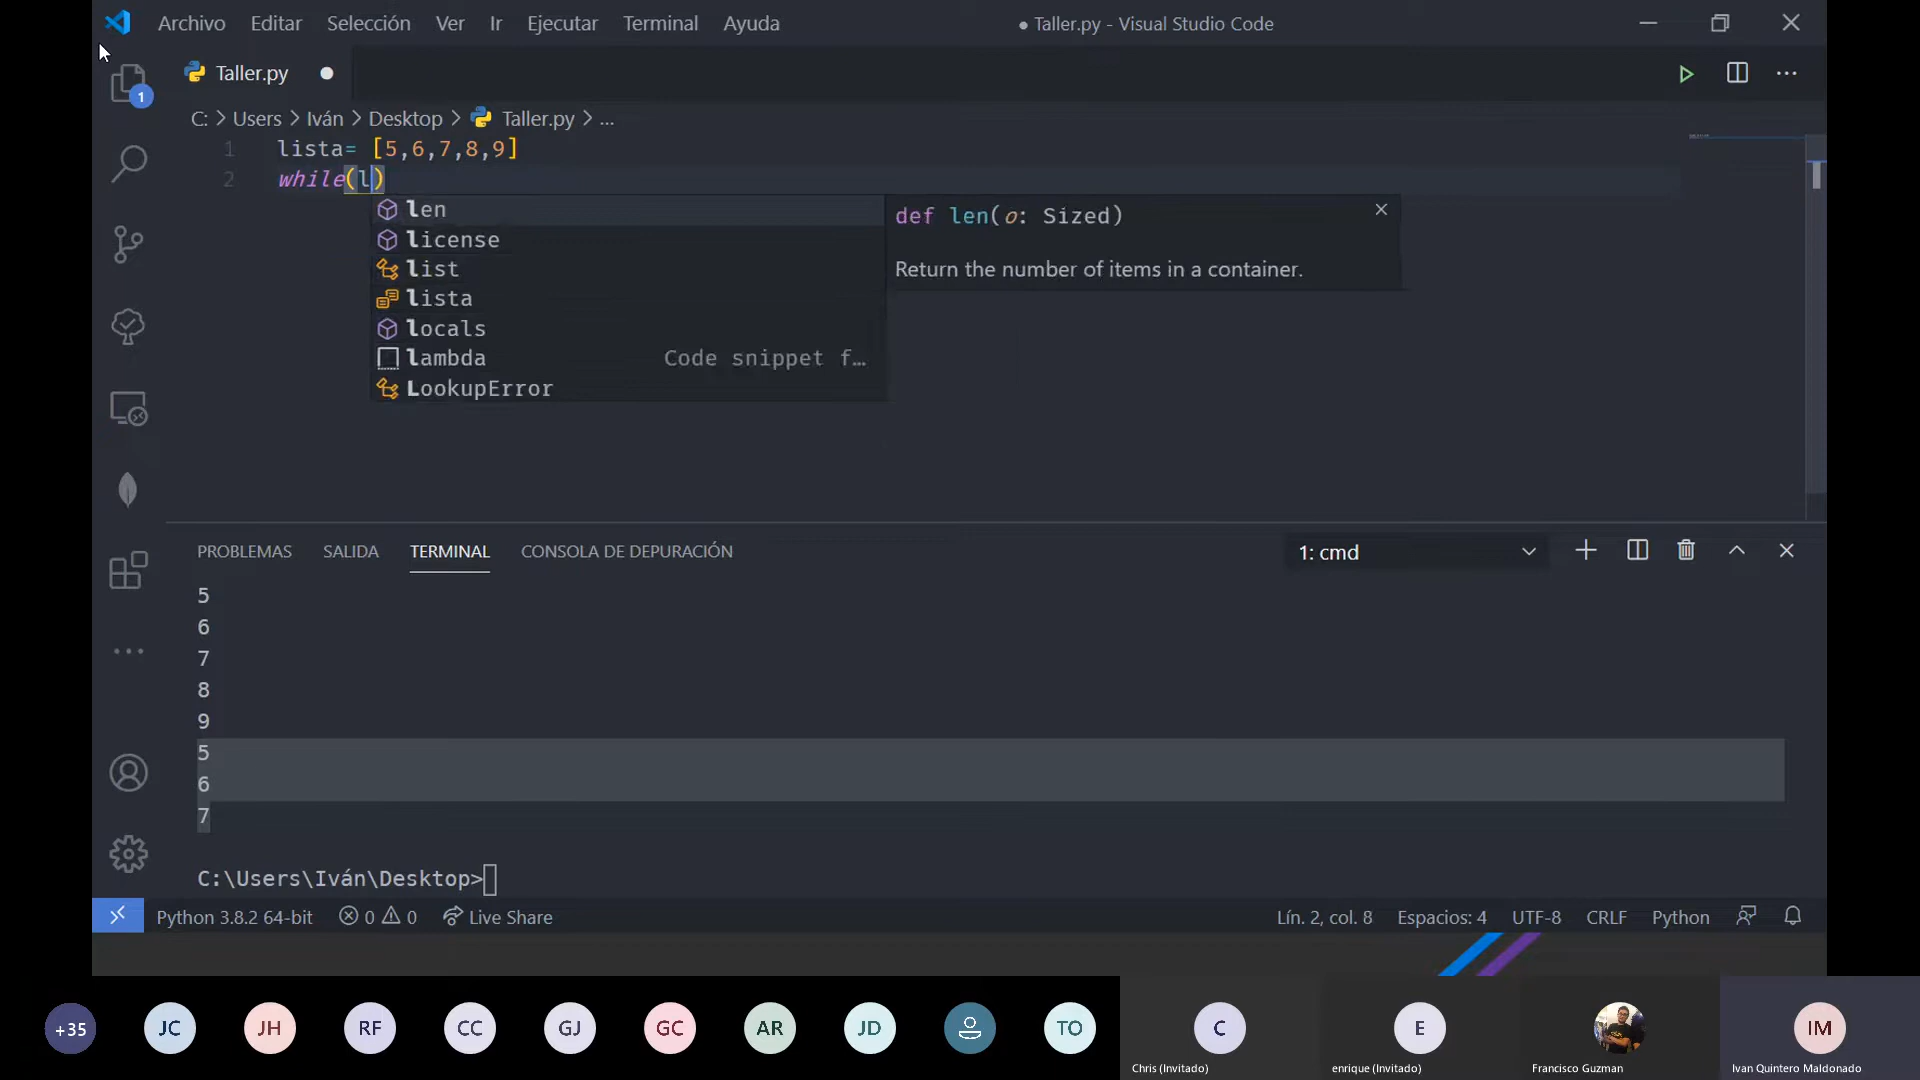 Archivo Editar Selección Ver Ir Ejecutar Terminal Ayuda ● Taller.py - Visual Studio Code
Taller.py
1
C: > Users > Iván > Desktop > Taller.py > ...
1 lista= [5,6,7,8,9]
2 while(l)
len
license
list
lista
locals
lambda Code snippet f…
LookupError
def len(o: Sized)
Return the number of items in a container.
PROBLEMAS SALIDA TERMINAL CONSOLA DE DEPURACIÓN 1: cmd
5
6
7
8
9
5
6
7
C:\Users\Iván\Desktop>
Python 3.8.2 64-bit 0 0 Live Share Lín. 2, col. 8 Espacios: 4 UTF-8 CRLF Python
+35 JC JH RF CC GJ GC AR JD TO C E IM
Chris (Invitado) enrique (Invitado) Francisco Guzman Ivan Quintero Maldonado